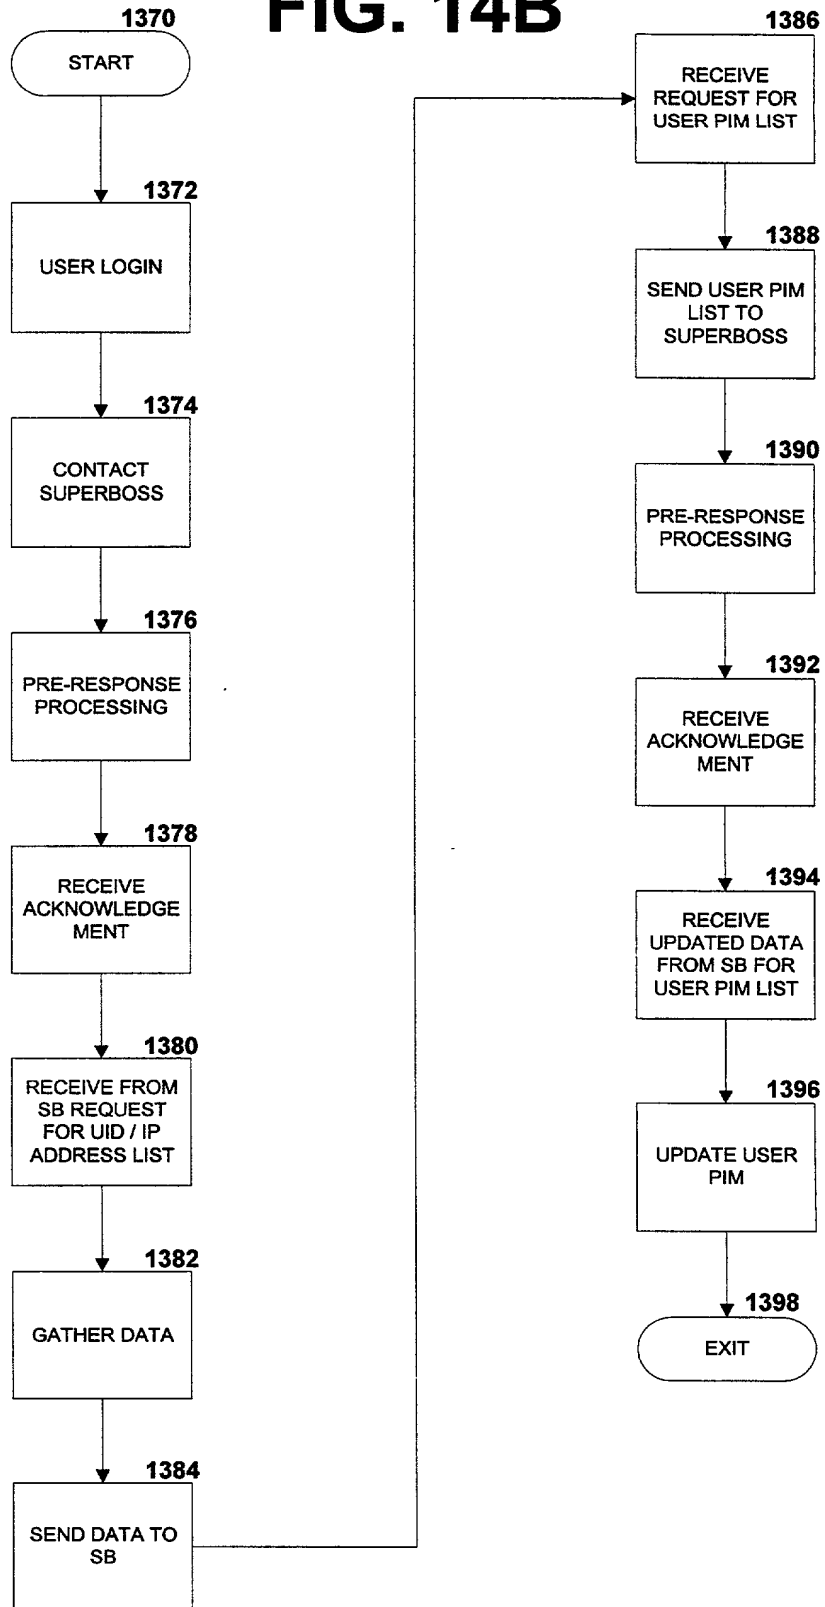 FIG. 14B
1370
START
1372
USER LOGIN
1374
CONTACT
SUPERBOSS
1376
PRE-RESPONSE
PROCESSING
1378
RECEIVE
ACKNOWLEDGE
MENT
1380
RECEIVE FROM
SB REQUEST
FOR UID / IP
ADDRESS LIST
1382
GATHER DATA
1384
SEND DATA TO
SB
1386
RECEIVE
REQUEST FOR
USER PIM LIST
1388
SEND USER PIM
LIST TO
SUPERBOSS
1390
PRE-RESPONSE
PROCESSING
1392
RECEIVE
ACKNOWLEDGE
MENT
1394
RECEIVE
UPDATED DATA
FROM SB FOR
USER PIM LIST
1396
UPDATE USER
PIM
1398
EXIT